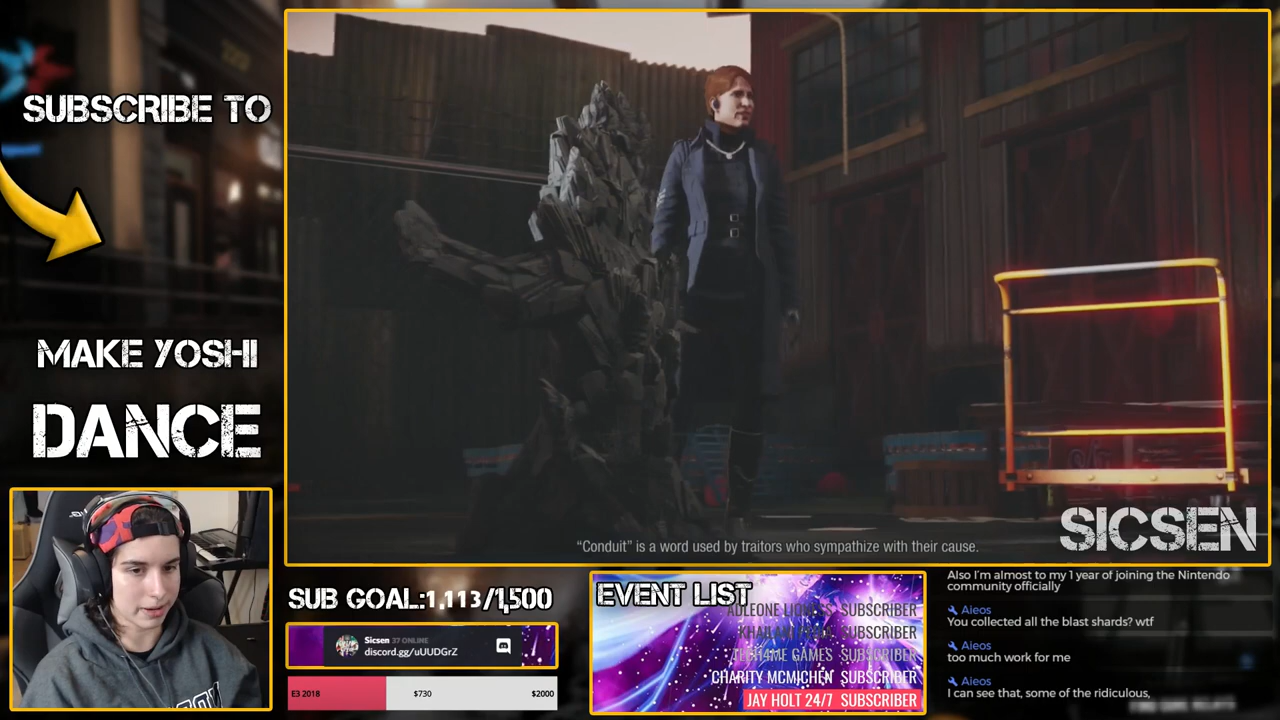 SUBSCRIBE TO
MAKE YOSHI
DANCE
"Conduit" is a word used by traitors who sympathize with their cause.
SICSEN
SUB GOAL:1,113/1,500
Sicsen 37 ONLINE
discord.gg/uUUDGrZ
E3 2018 $730 $2000
EVENT LIST
SUBSCRIBER
SUBSCRIBER
GAMES SUBSCRIBER
CHARITY MCMICHEN SUBSCRIBER
JAY HOLT 24/7 SUBSCRIBER
Also I'm almost to my 1 year of joining the Nintendo
community officially
Aieos
You collected all the blast shards? wtf
Aieos
too much work for me
Aieos
I can see that, some of the ridiculous,